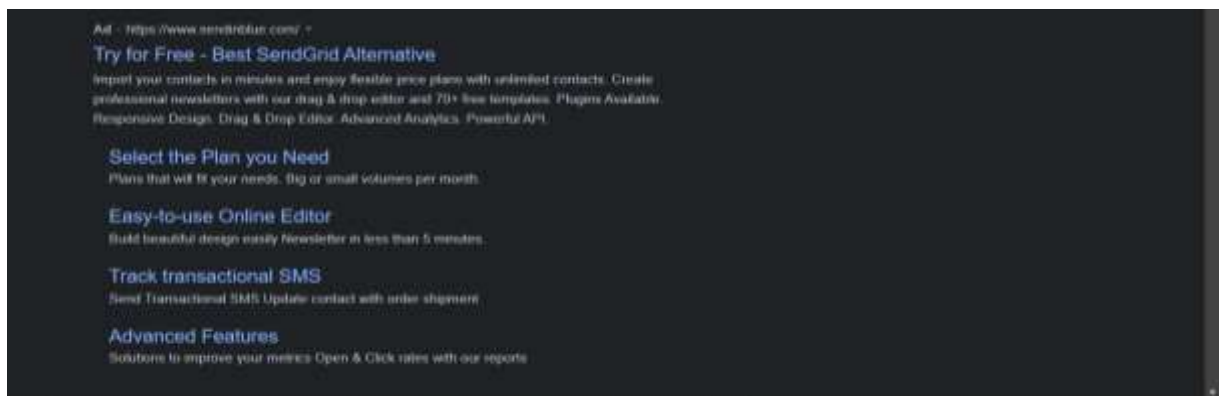 Ad · https://www.sendinblue.com/
Try for Free - Best SendGrid Alternative
Import your contacts in minutes and enjoy flexible price plans with unlimited contacts. Create
professional newsletters with our drag & drop editor and 70+ free templates. Plugins Available.
Responsive Design. Drag & Drop Editor. Advanced Analytics. Powerful API.
Select the Plan you Need
Plans that will fit your needs. Big or small volumes per month.
Easy-to-use Online Editor
Build beautiful design easily Newsletter in less than 5 minutes.
Track transactional SMS
Send Transactional SMS Update contact with order shipment
Advanced Features
Solutions to improve your metrics Open & Click rates with our reports